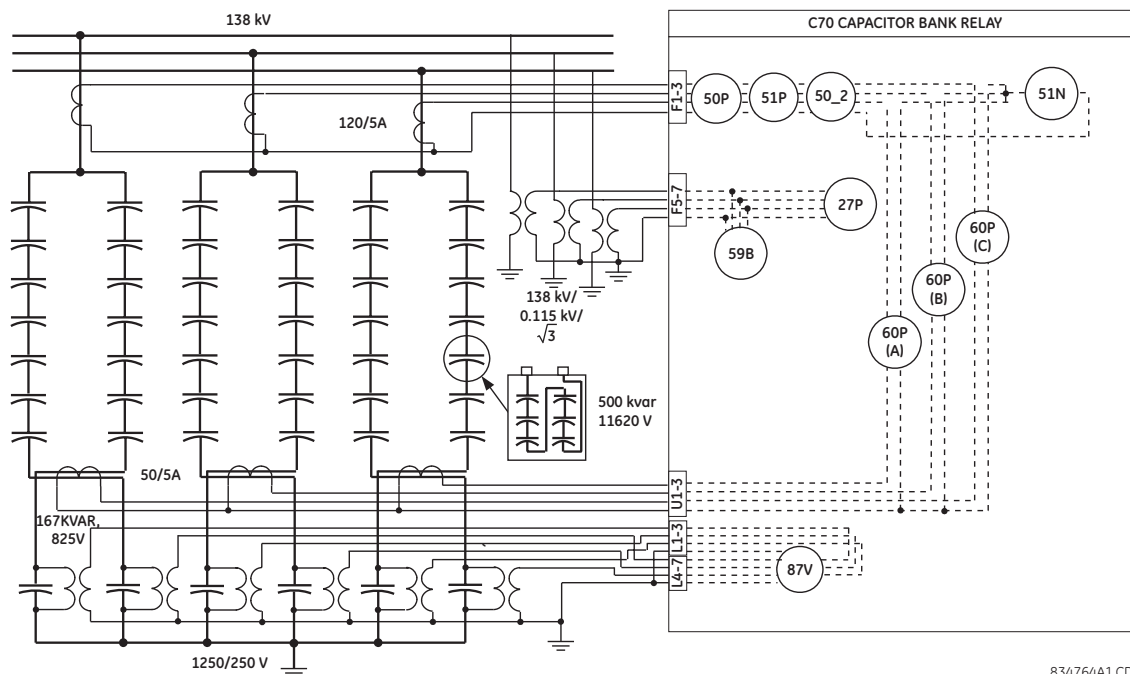 138 kV
C70 CAPACITOR BANK RELAY
F1-3
50P
51P
50_2
51N
120/5A
F5-7
27P
59B
60P
(C)
60P
(B)
60P
(A)
138 kV/
0.115 kV/
√3
500 kvar
11620 V
50/5A
U1-3
167KVAR,
825V
L1-3
L4-7
87V
1250/250 V
834764A1.CD